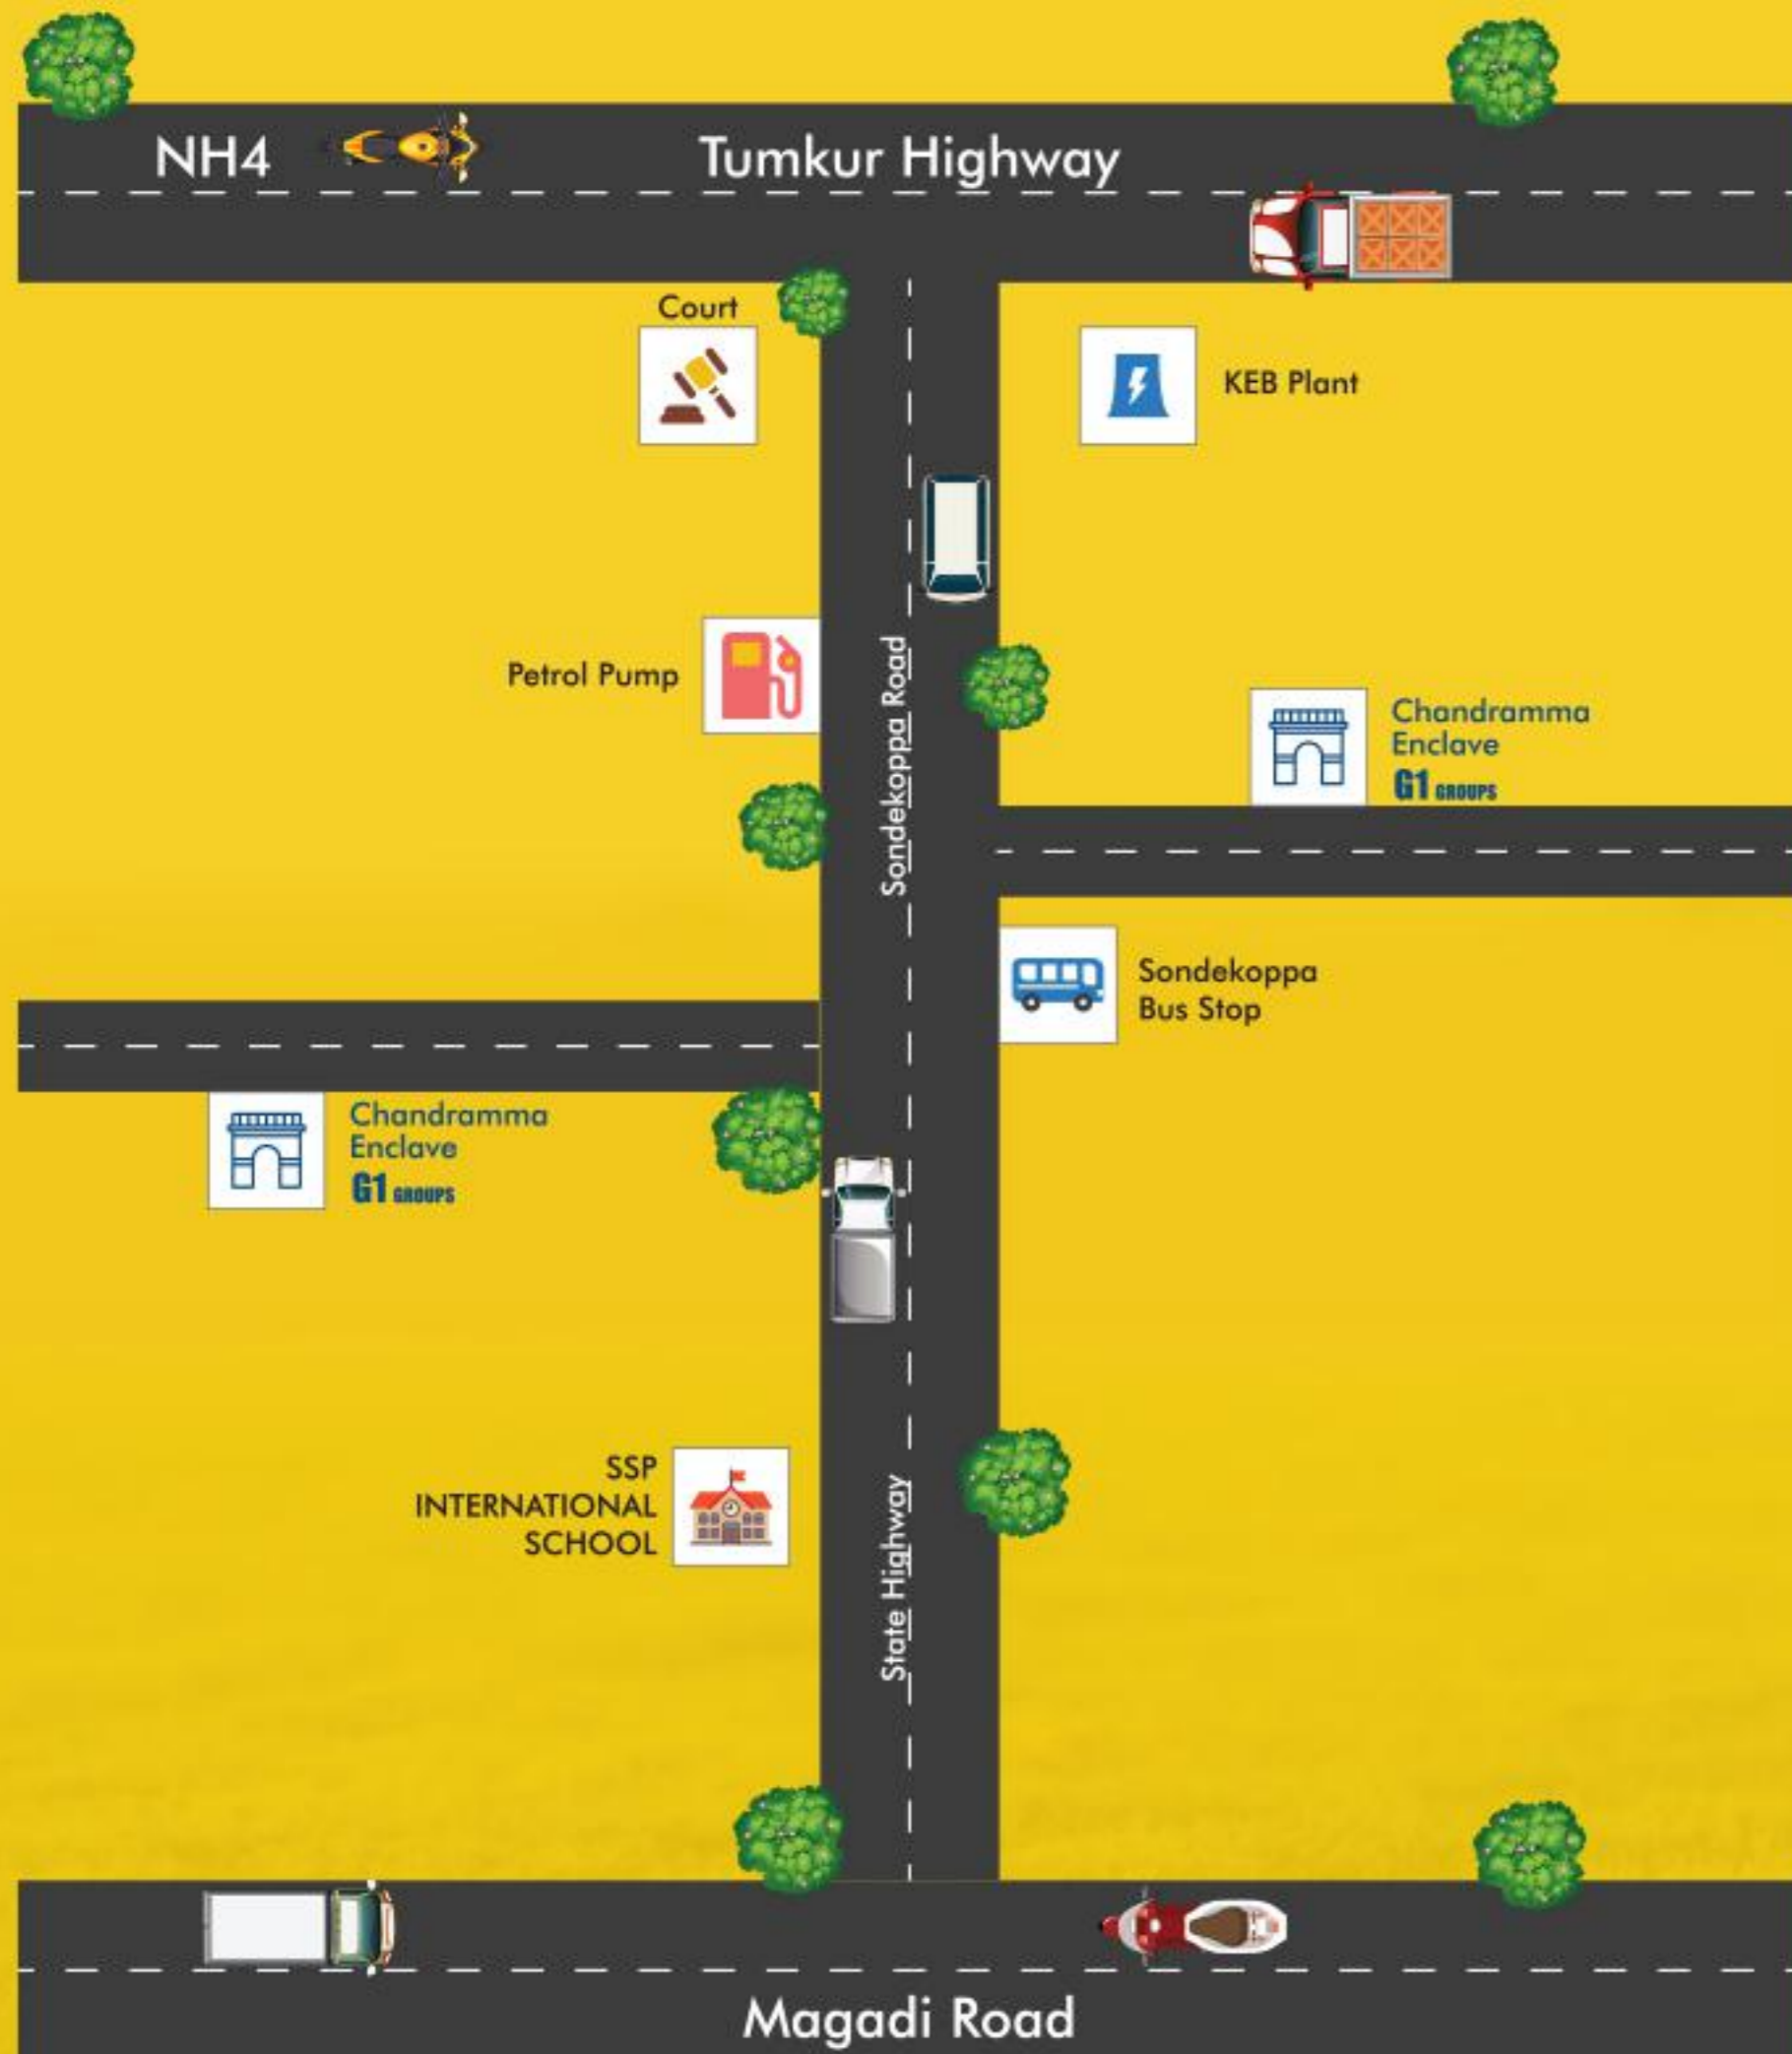 NH4
Tumkur Highway
Court
KEB Plant
Petrol Pump
Sondekoppa Road
Chandramma
Enclave
G1 GROUPS
Sondekoppa
Bus Stop
Chandramma
Enclave
G1 GROUPS
SSP
INTERNATIONAL
SCHOOL
State Highway
Magadi Road